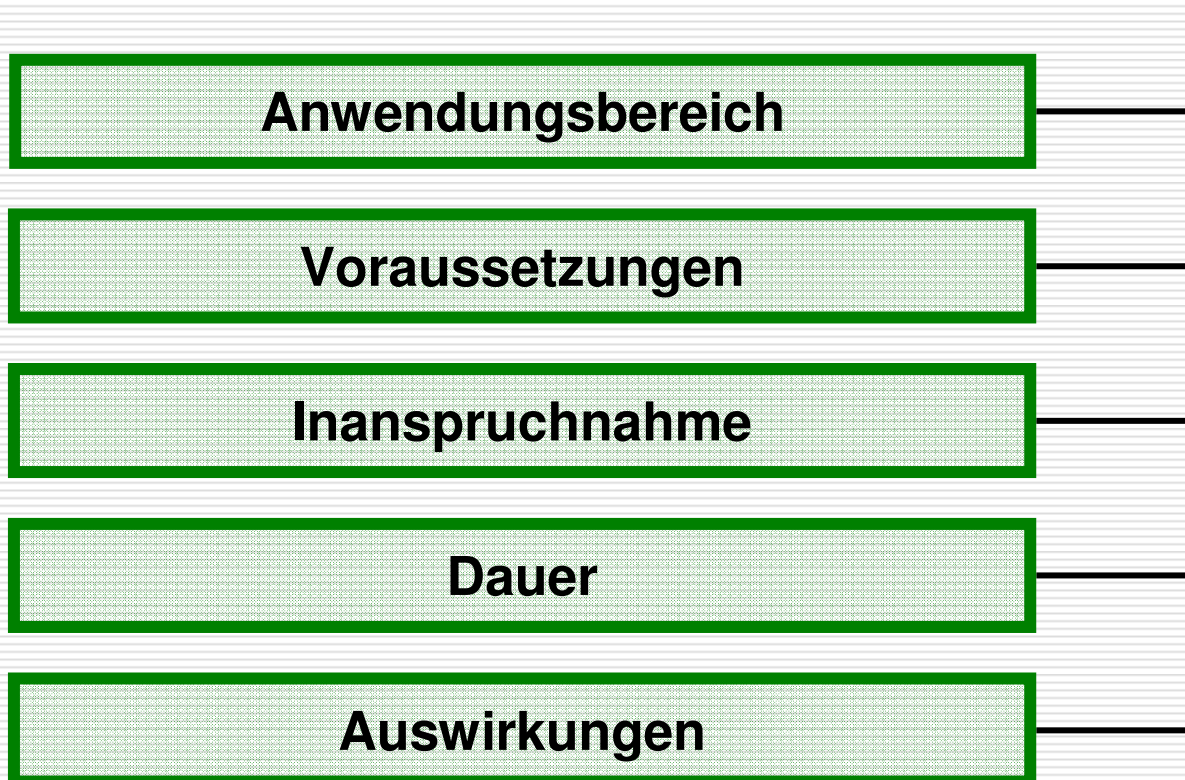 Anwendungsbereich
Voraussetzungen
Inanspruchnahme
Dauer
Auswirkungen